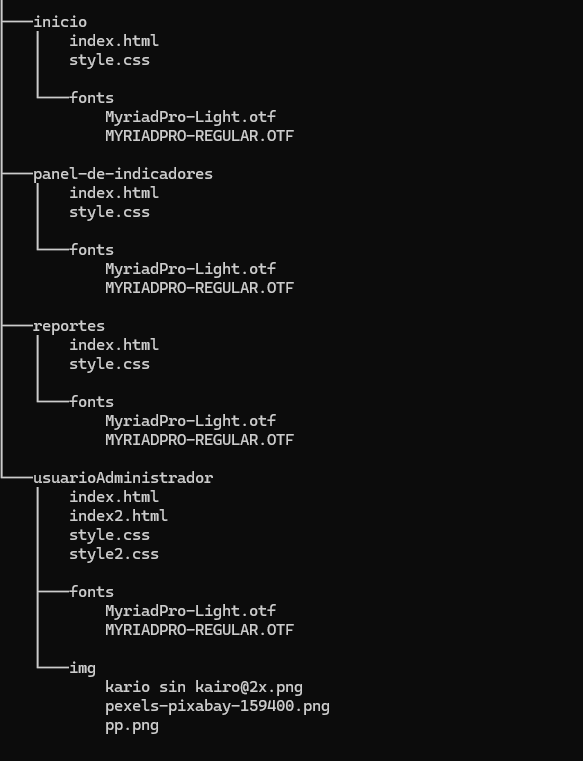 inicio
index.html
style.css
fonts
MyriadPro-Light.otf
MYRIADPRO-REGULAR.OTF
panel-de-indicadores
index.html
style.css
fonts
MyriadPro-Light.otf
MYRIADPRO-REGULAR.OTF
reportes
index.html
style.css
fonts
MyriadPro-Light.otf
MYRIADPRO-REGULAR.OTF
usuarioAdministrador
index.html
index2.html
style.css
style2.css
fonts
MyriadPro-Light.otf
MYRIADPRO-REGULAR.OTF
img
kario sin kairo@2x.png
pexels-pixabay-159400.png
pp.png